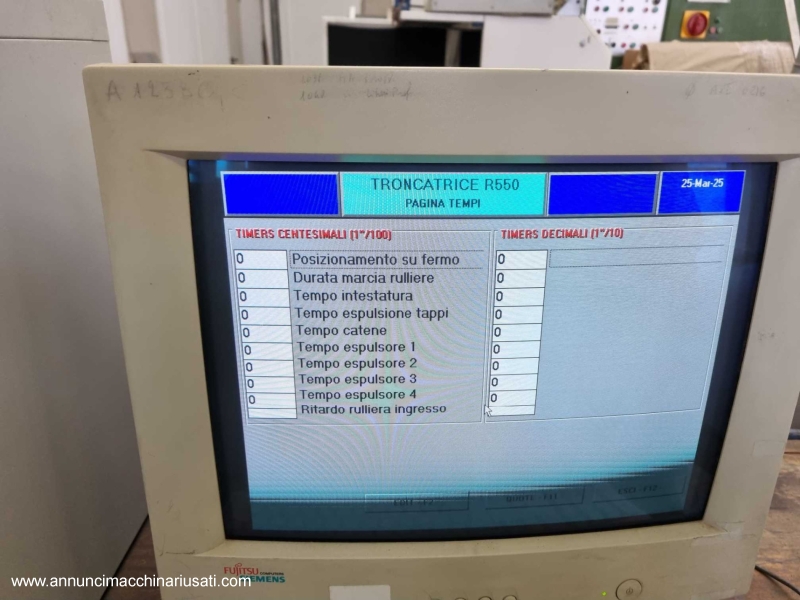 TRONCATRICE R550
PAGINA TEMPI
25-Mar-25
TIMERS CENTESIMALI (1"/100)
0 Posizionamento su fermo
0 Durata marcia rulliere
0 Tempo intestatura
0 Tempo espulsione tappi
0 Tempo catene
0 Tempo espulsore 1
0 Tempo espulsore 2
0 Tempo espulsore 3
0 Tempo espulsore 4
0 Ritardo rulliera ingresso
TIMERS DECIMALI (1"/10)
0
0
0
0
0
0
0
0
0
FUJITSU COMPUTERS
SIEMENS
www.annuncimacchinariusati.com